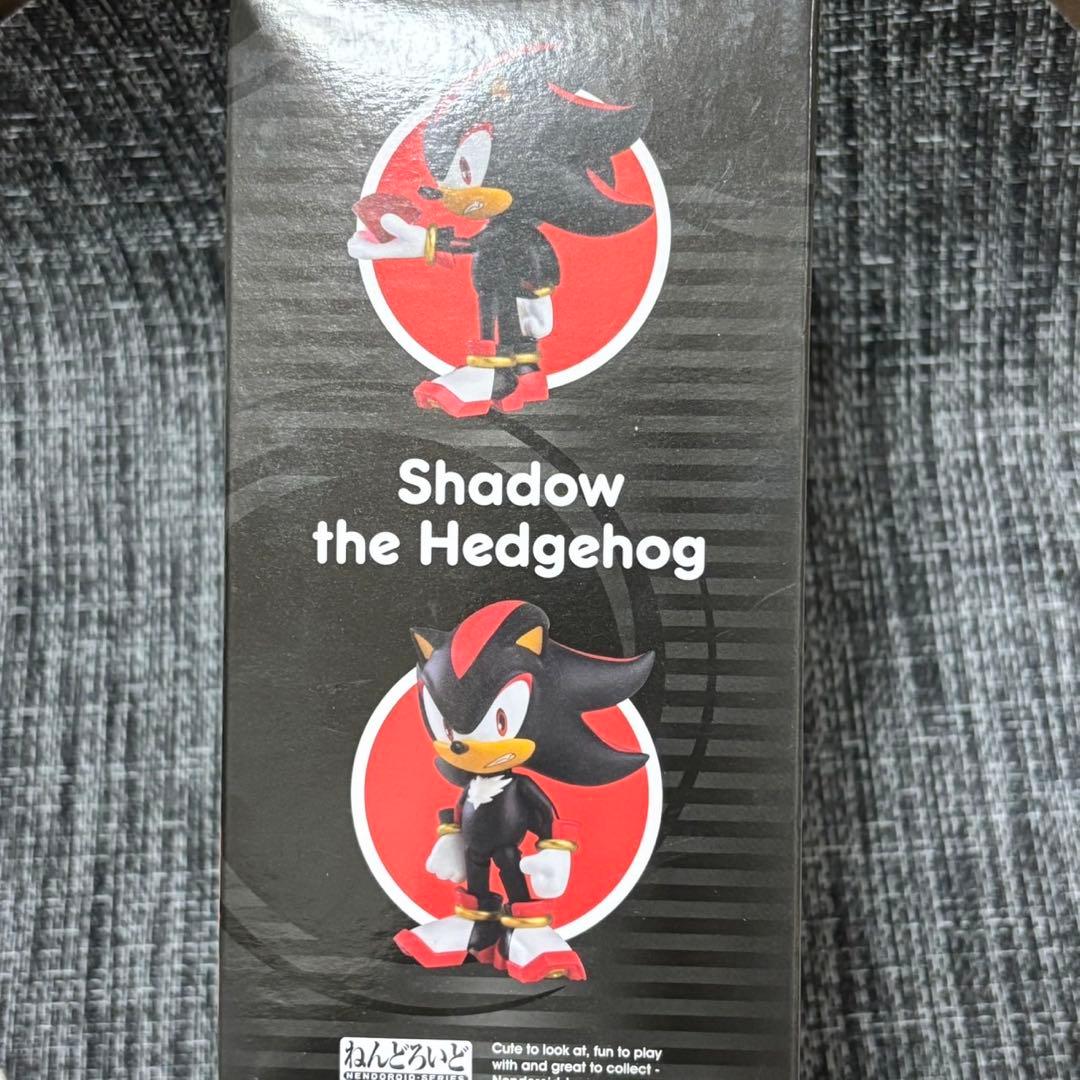 Shadow
the Hedgehog
ねんどろいど
NENDOROID-SERIES
Cute to look at, fun to play
with and great to collect -